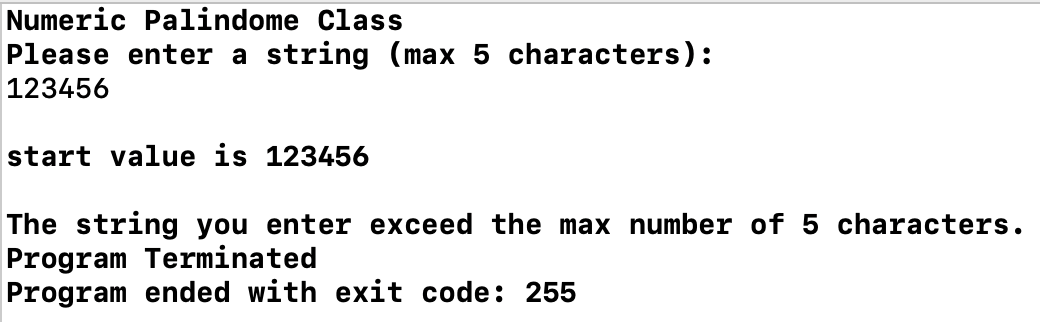 Numeric Palindome Class
Please enter a string (max 5 characters):
123456
start value is 123456
The string you enter exceed the max number of 5 characters.
Program Terminated
Program ended with exit code: 255